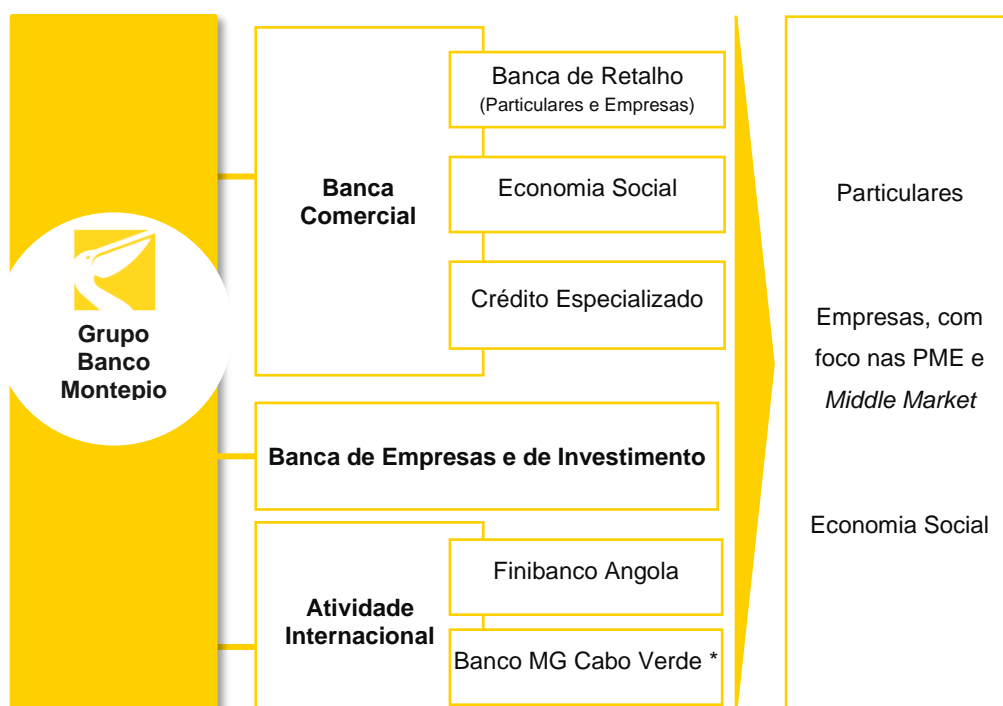 Grupo
Banco
Montepio
Banca
Comercial
Banca de Retalho
(Particulares e Empresas)
Economia Social
Crédito Especializado
Banca de Empresas e de Investimento
Atividade
Internacional
Finibanco Angola
Banco MG Cabo Verde *
Particulares
Empresas, com
foco nas PME e
Middle Market
Economia Social